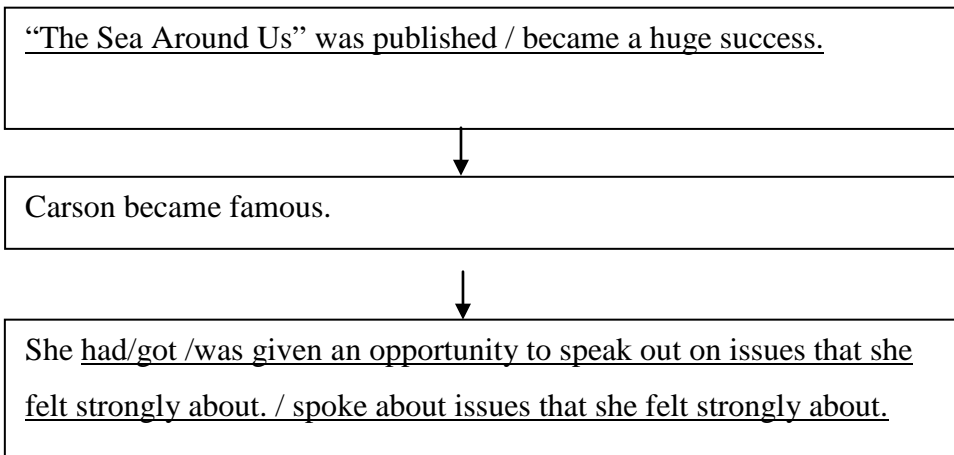 “The Sea Around Us” was published / became a huge success.
Carson became famous.
She had/got /was given an opportunity to speak out on issues that she
felt strongly about. / spoke about issues that she felt strongly about.